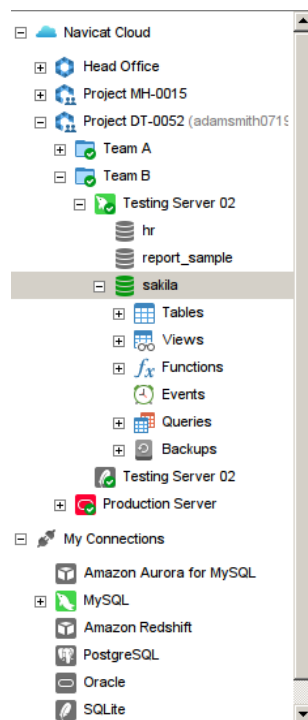 Navicat Cloud
Head Office
Project MH-0015
Project DT-0052 (adamsmith0719
Team A
Team B
Testing Server 02
hr
report_sample
sakila
Tables
Views
fx Functions
Events
Queries
Backups
Testing Server 02
Production Server
My Connections
Amazon Aurora for MySQL
MySQL
Amazon Redshift
PostgreSQL
Oracle
SQLite